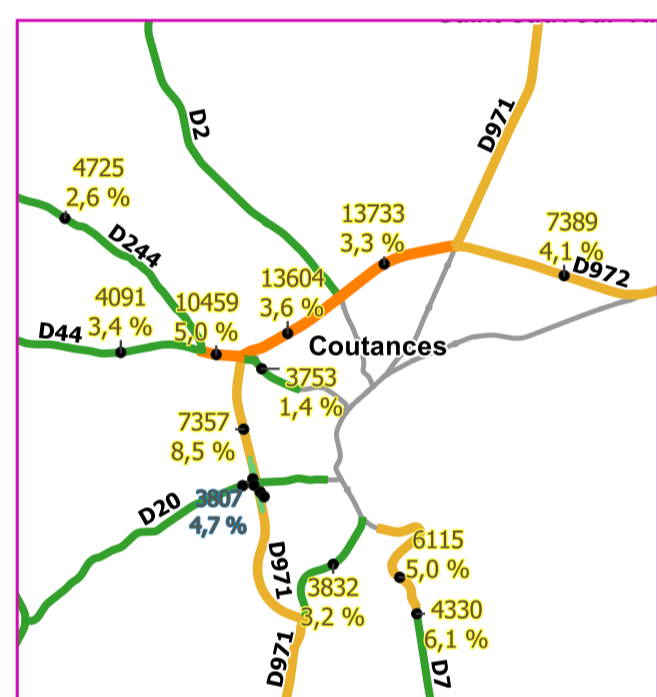 D2
D971
4725
2,6 %
13733
3,3 %
7389
4,1 %
D244
D972
13604
3,6 %
4091
3,4 %
10459
5,0 %
D44
Coutances
3753
1,4 %
7357
8,5 %
3807
4,7 %
D20
D971
6115
5,0 %
3832
3,2 %
4330
6,1 %
D971
D7